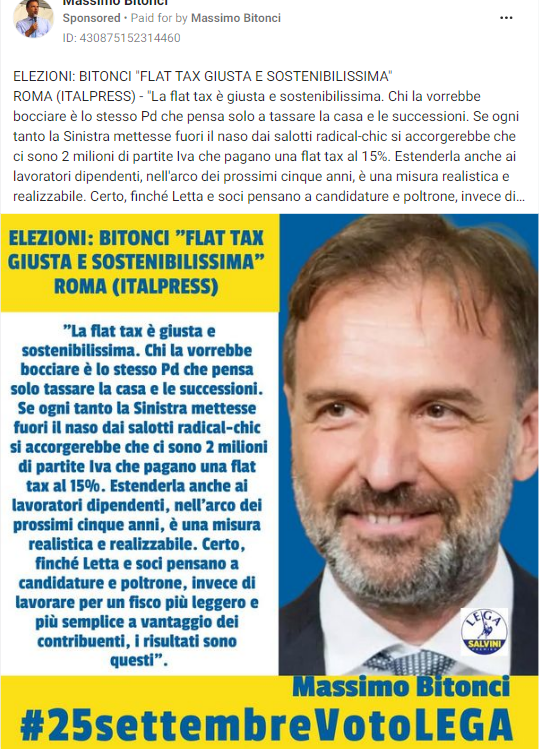 Massimo Bitonci
Sponsored • Paid for by Massimo Bitonci
ID: 430875152314460
ELEZIONI: BITONCI "FLAT TAX GIUSTA E SOSTENIBILISSIMA"
ROMA (ITALPRESS) - "La flat tax è giusta e sostenibilissima. Chi la vorrebbe
bocciare è lo stesso Pd che pensa solo a tassare la casa e le successioni. Se ogni
tanto la Sinistra mettesse fuori il naso dai salotti radical-chic si accorgerebbe che
ci sono 2 milioni di partite Iva che pagano una flat tax al 15%. Estenderla anche ai
lavoratori dipendenti, nell'arco dei prossimi cinque anni, è una misura realistica e
realizzabile. Certo, finché Letta e soci pensano a candidature e poltrone, invece di...
ELEZIONI: BITONCI "FLAT TAX
GIUSTA E SOSTENIBILISSIMA"
ROMA (ITALPRESS)
"La flat tax è giusta e
sostenibilissima. Chi la vorrebbe
bocciare è lo stesso Pd che pensa
solo a tassare la casa e le successioni.
Se ogni tanto la Sinistra mettesse
fuori il naso dai salotti radical-chic
si accorgerebbe che ci sono 2 milioni
di partite Iva che pagano una flat
tax al 15%. Estenderla anche ai
lavoratori dipendenti, nell'arco dei
prossimi cinque anni, è una misura
realistica e realizzabile. Certo,
finché Letta e soci pensano a
candidature e poltrone, invece di
lavorare per un fisco più leggero e
più semplice a vantaggio dei
contribuenti, i risultati sono
questi".
LEGA
SALVINI
PREMIER
Massimo Bitonci
#25settembreVotoLEGA